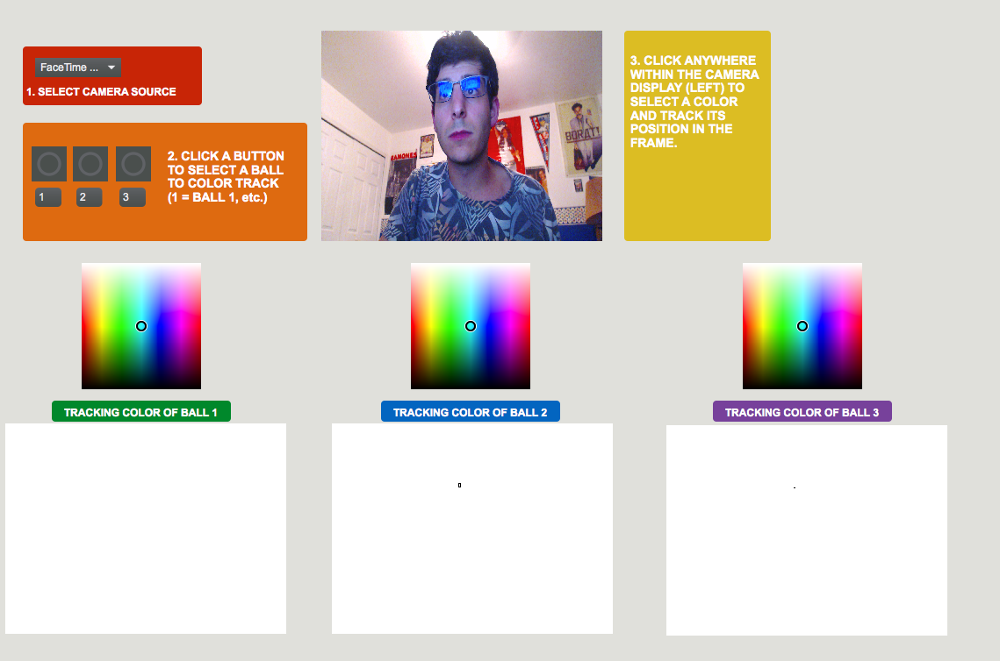 FaceTime ...
1. SELECT CAMERA SOURCE
1
2
3
2. CLICK A BUTTON
TO SELECT A BALL
TO COLOR TRACK
(1 = BALL 1, etc.)
RAMONES
BORAT!
3. CLICK ANYWHERE
WITHIN THE CAMERA
DISPLAY (LEFT) TO
SELECT A COLOR
AND TRACK ITS
POSITION IN THE
FRAME.
TRACKING COLOR OF BALL 1
TRACKING COLOR OF BALL 2
TRACKING COLOR OF BALL 3